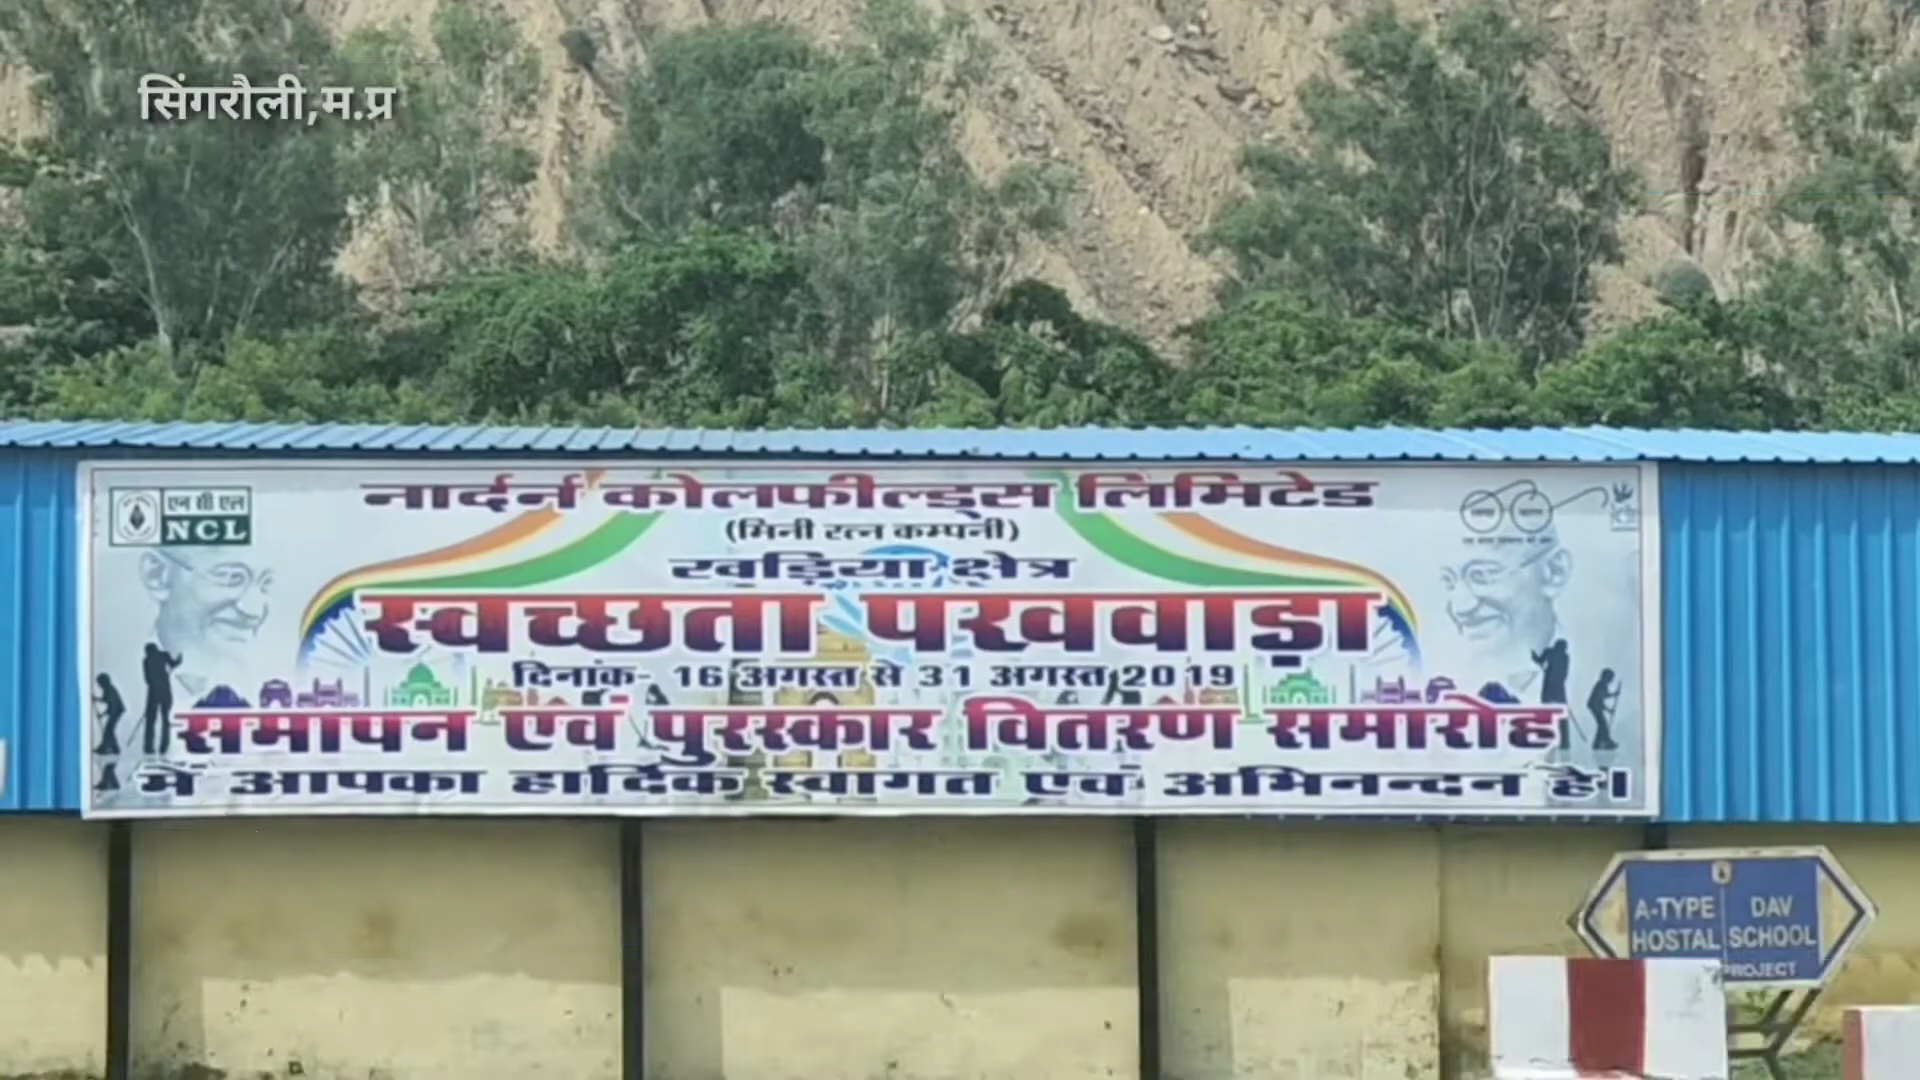 सिंगरौली,म.प्र
एन सी एल
NCL
नार्दर्न कोलफील्ड्स लिमिटेड
(मिनी रत्न कम्पनी)
खड़िया क्षेत्र
स्वच्छता पखवाड़ा
दिनांक- 16 अगस्त से 31 अगस्त 2019
समापन एवं पुरस्कार वितरण समारोह
में आपका हार्दिक स्वागत एवं अभिनन्दन है।
A-TYPE HOSTAL
DAV SCHOOL
PROJECT